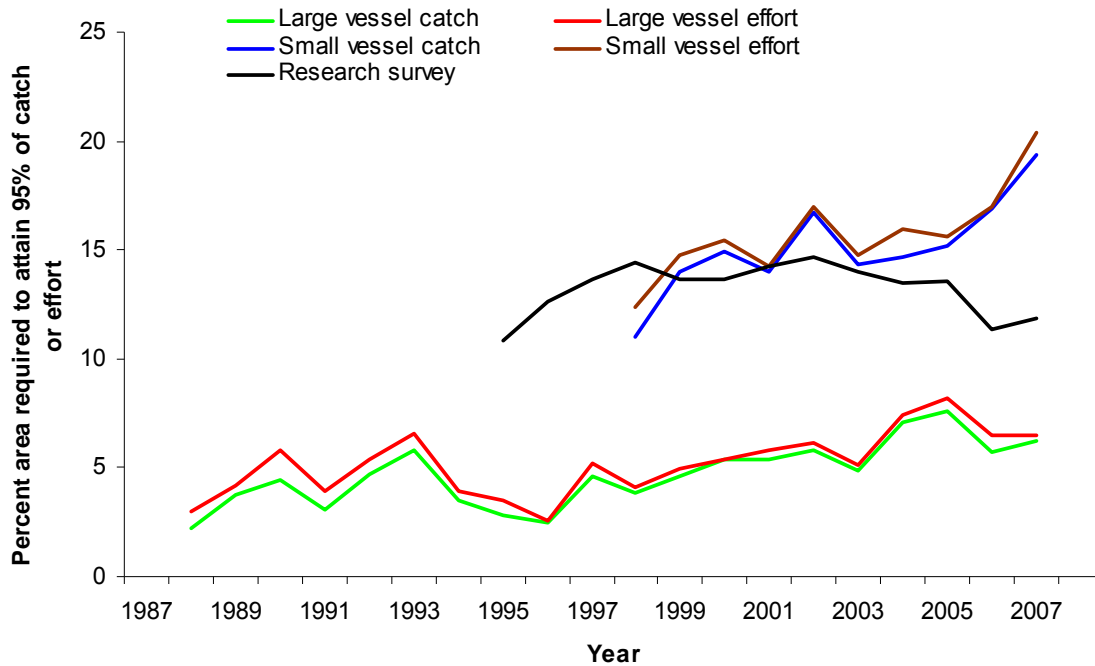 Large vessel catch
Large vessel effort
Small vessel catch
Small vessel effort
Research survey
Percent area required to attain 95% of catch
or effort
25
20
15
10
5
0
1987 1989 1991 1993 1995 1997 1999 2001 2003 2005 2007
Year